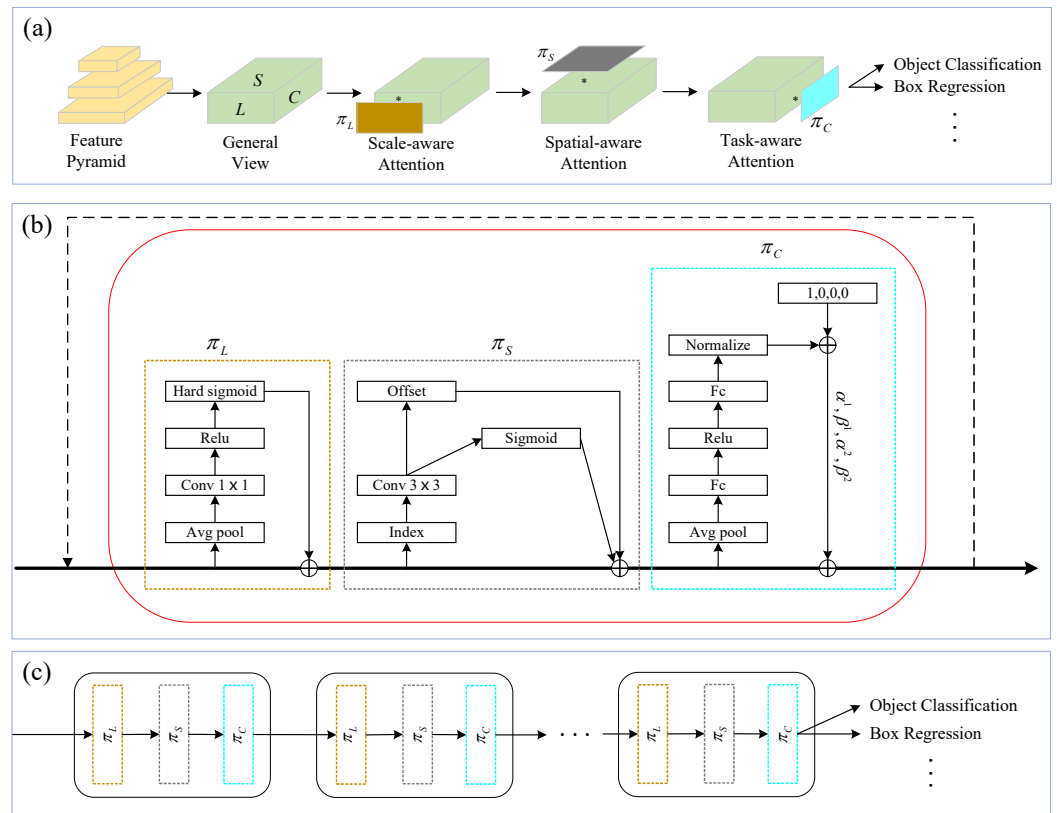 (a)
π_S
Object Classification
Box Regression
S
C
L
*
*
*
π_L
π_C
Feature
Pyramid
General
View
Scale-aware
Attention
Spatial-aware
Attention
Task-aware
Attention
(b)
π_C
1,0,0,0
π_L
π_S
Normalize
Hard sigmoid
Offset
Fc
α¹, β¹, α², β²
Relu
Sigmoid
Relu
Conv 1 x 1
Conv 3 x 3
Fc
Avg pool
Index
Avg pool
(c)
π_L
π_S
π_C
π_L
π_S
π_C
π_L
π_S
π_C
Object Classification
Box Regression